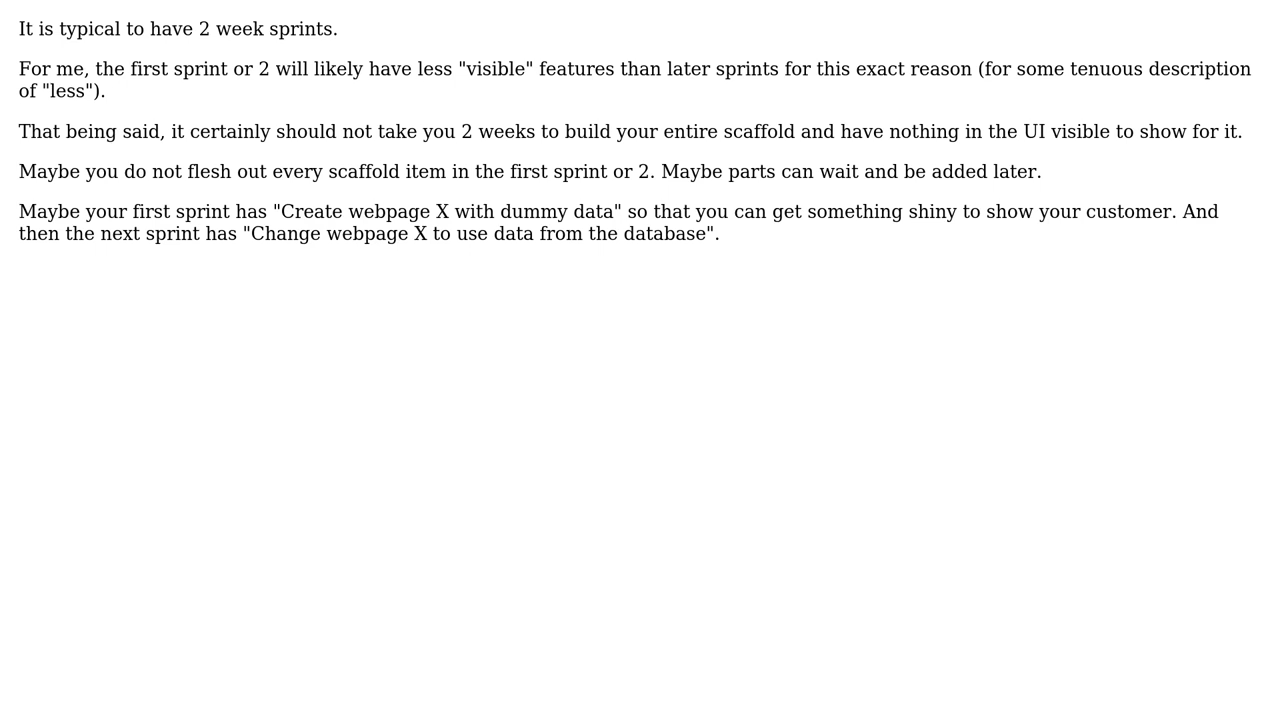 It is typical to have 2 week sprints.
For me, the first sprint or 2 will likely have less "visible" features than later sprints for this exact reason (for some tenuous description
of "less").
That being said, it certainly should not take you 2 weeks to build your entire scaffold and have nothing in the UI visible to show for it.
Maybe you do not flesh out every scaffold item in the first sprint or 2. Maybe parts can wait and be added later.
Maybe your first sprint has "Create webpage X with dummy data" so that you can get something shiny to show your customer. And
then the next sprint has "Change webpage X to use data from the database".